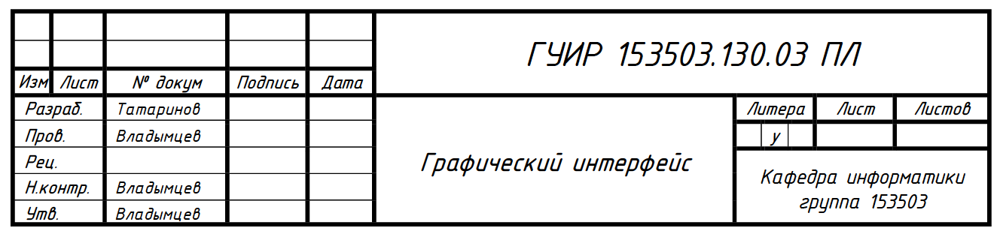 ГУИР 153503.130.03 ПЛ
Изм Лист № докум Подпись Дата
Разраб. Татаринов
Литера Лист Листов
Пров. Владымцев
у
Рец.
Графический интерфейс
Н.контр. Владымцев
Кафедра информатики
группа 153503
Утв. Владымцев